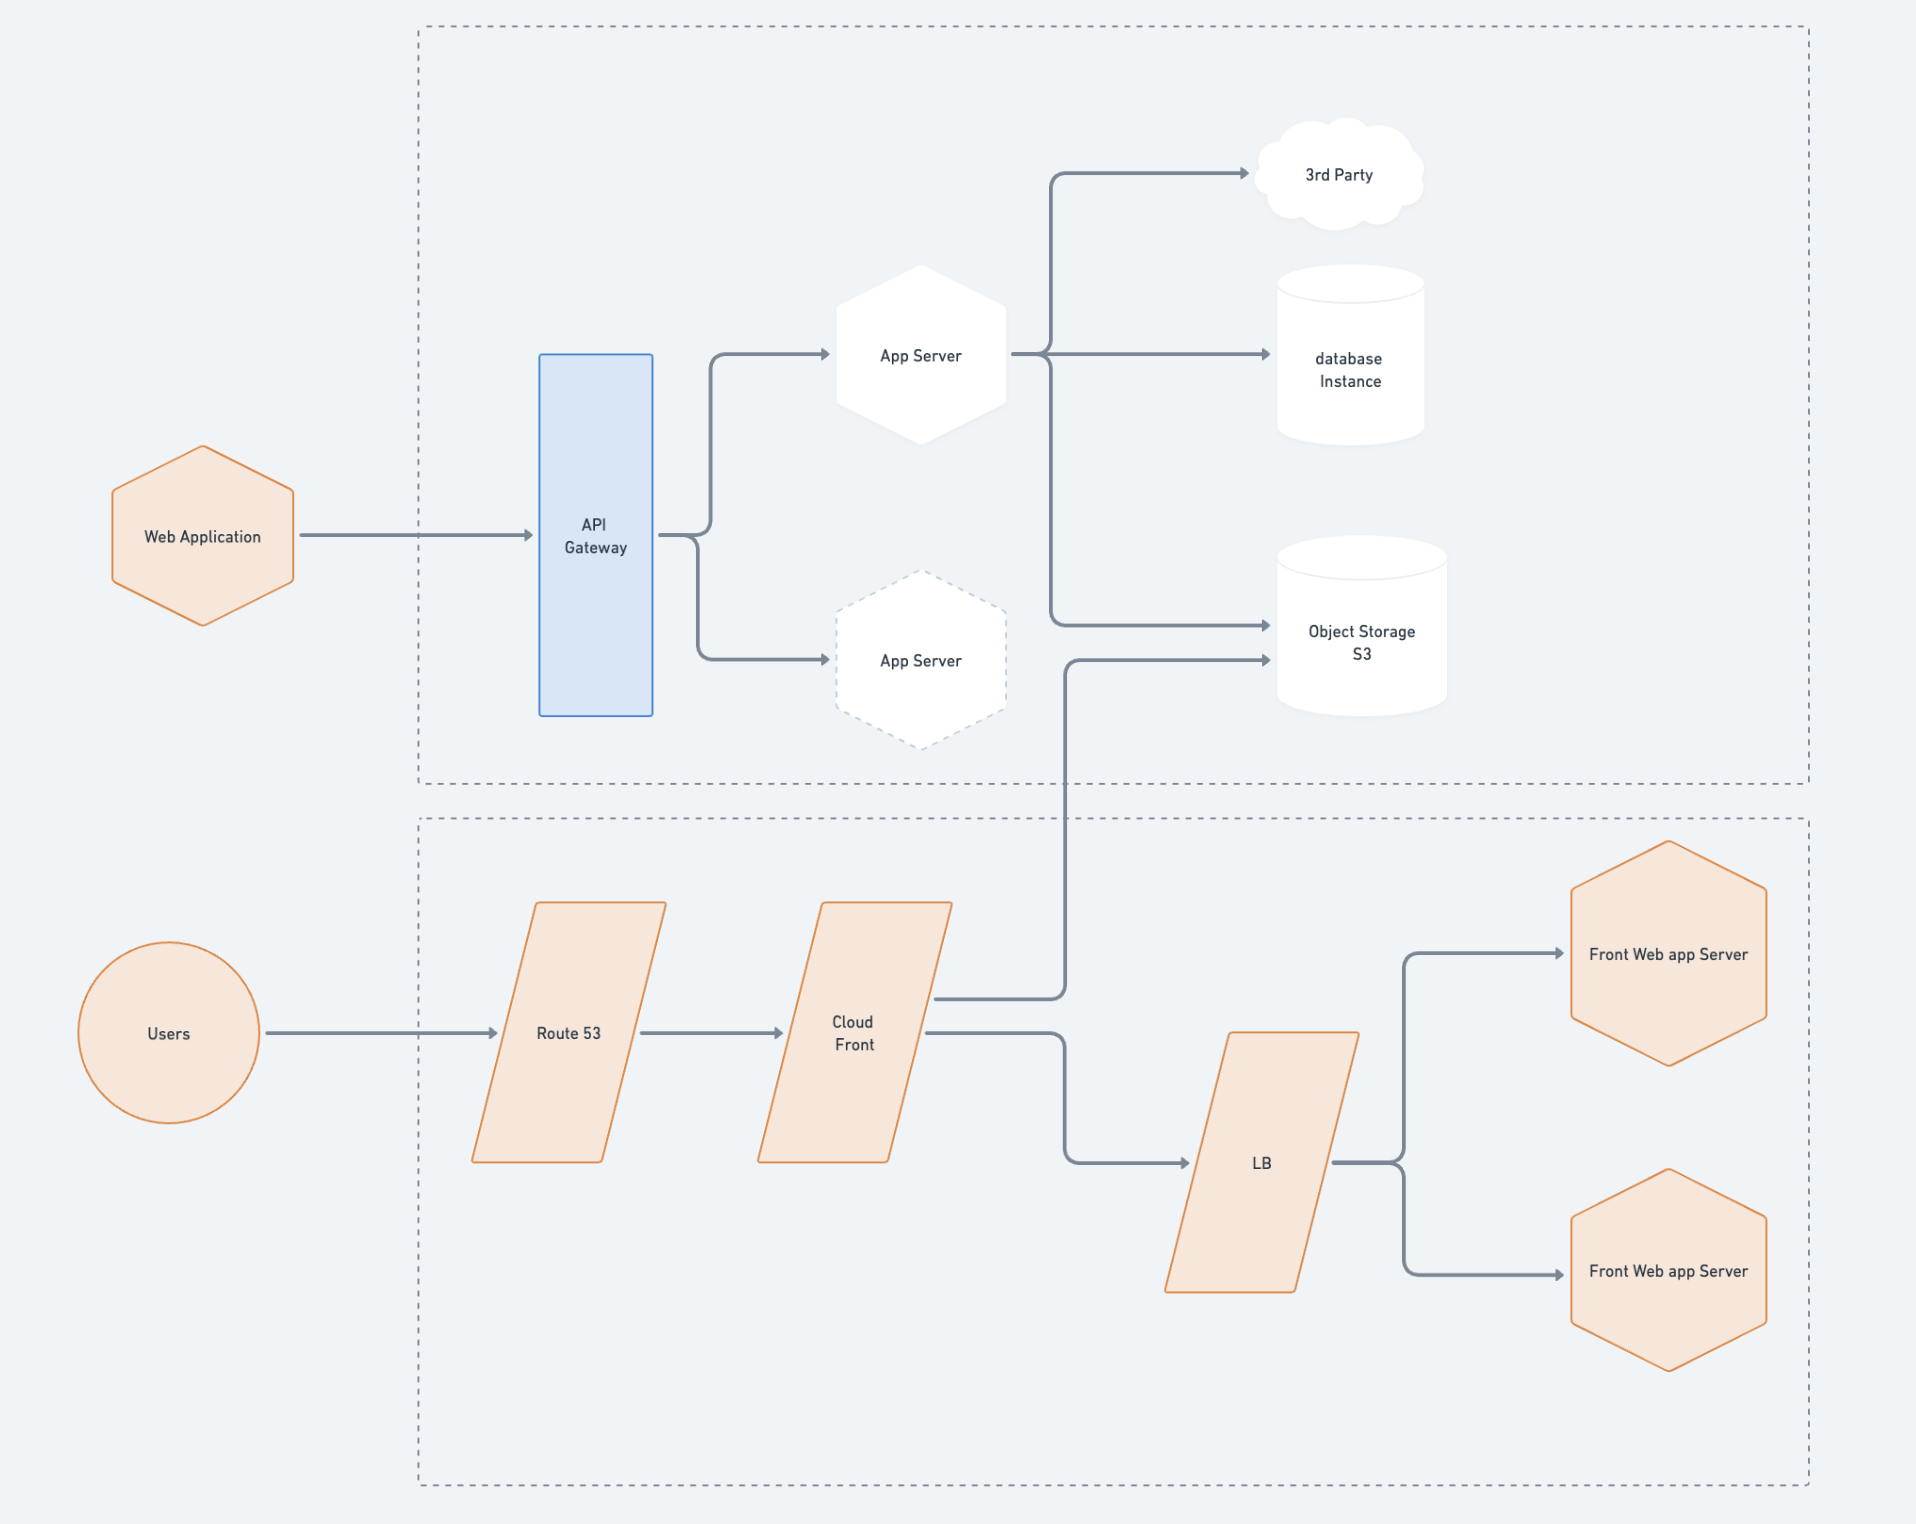 3rd Party
App Server
database
Instance
Web Application
API
Gateway
App Server
Object Storage
S3
Users
Route 53
Cloud
Front
LB
Front Web app Server
Front Web app Server